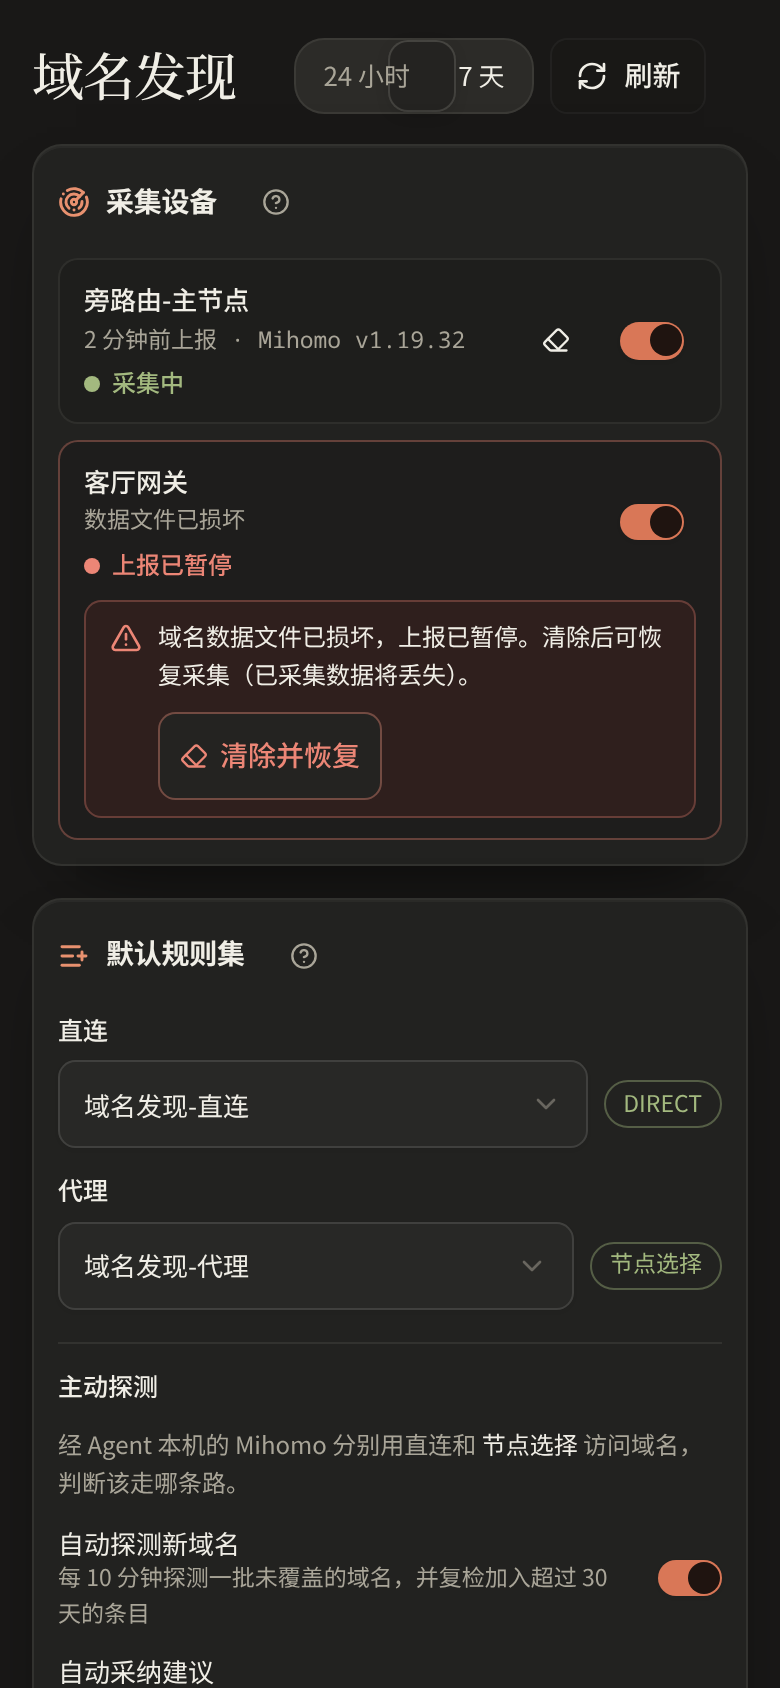 域名发现
24 小时
7 天
刷新
采集设备
旁路由-主节点
2 分钟前上报 · Mihomo v1.19.32
采集中
客厅网关
数据文件已损坏
上报已暂停
域名数据文件已损坏，上报已暂停。清除后可恢
复采集（已采集数据将丢失）。
清除并恢复
默认规则集
直连
域名发现-直连
DIRECT
代理
域名发现-代理
节点选择
主动探测
经 Agent 本机的 Mihomo 分别用直连和 节点选择 访问域名，
判断该走哪条路。
自动探测新域名
每 10 分钟探测一批未覆盖的域名，并复检加入超过 30
天的条目
自动采纳建议